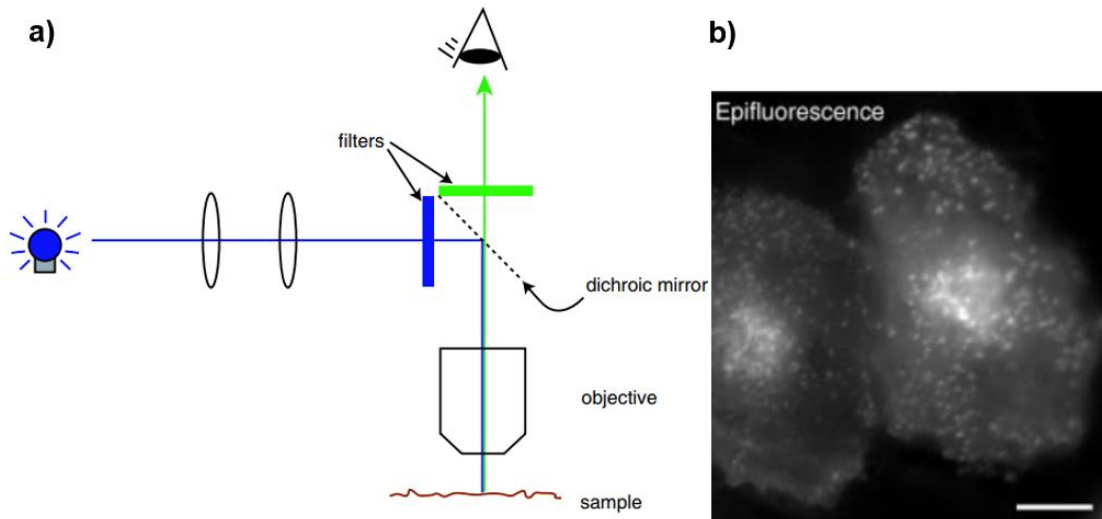 a)
filters
dichroic mirror
objective
sample
b)
Epifluorescence